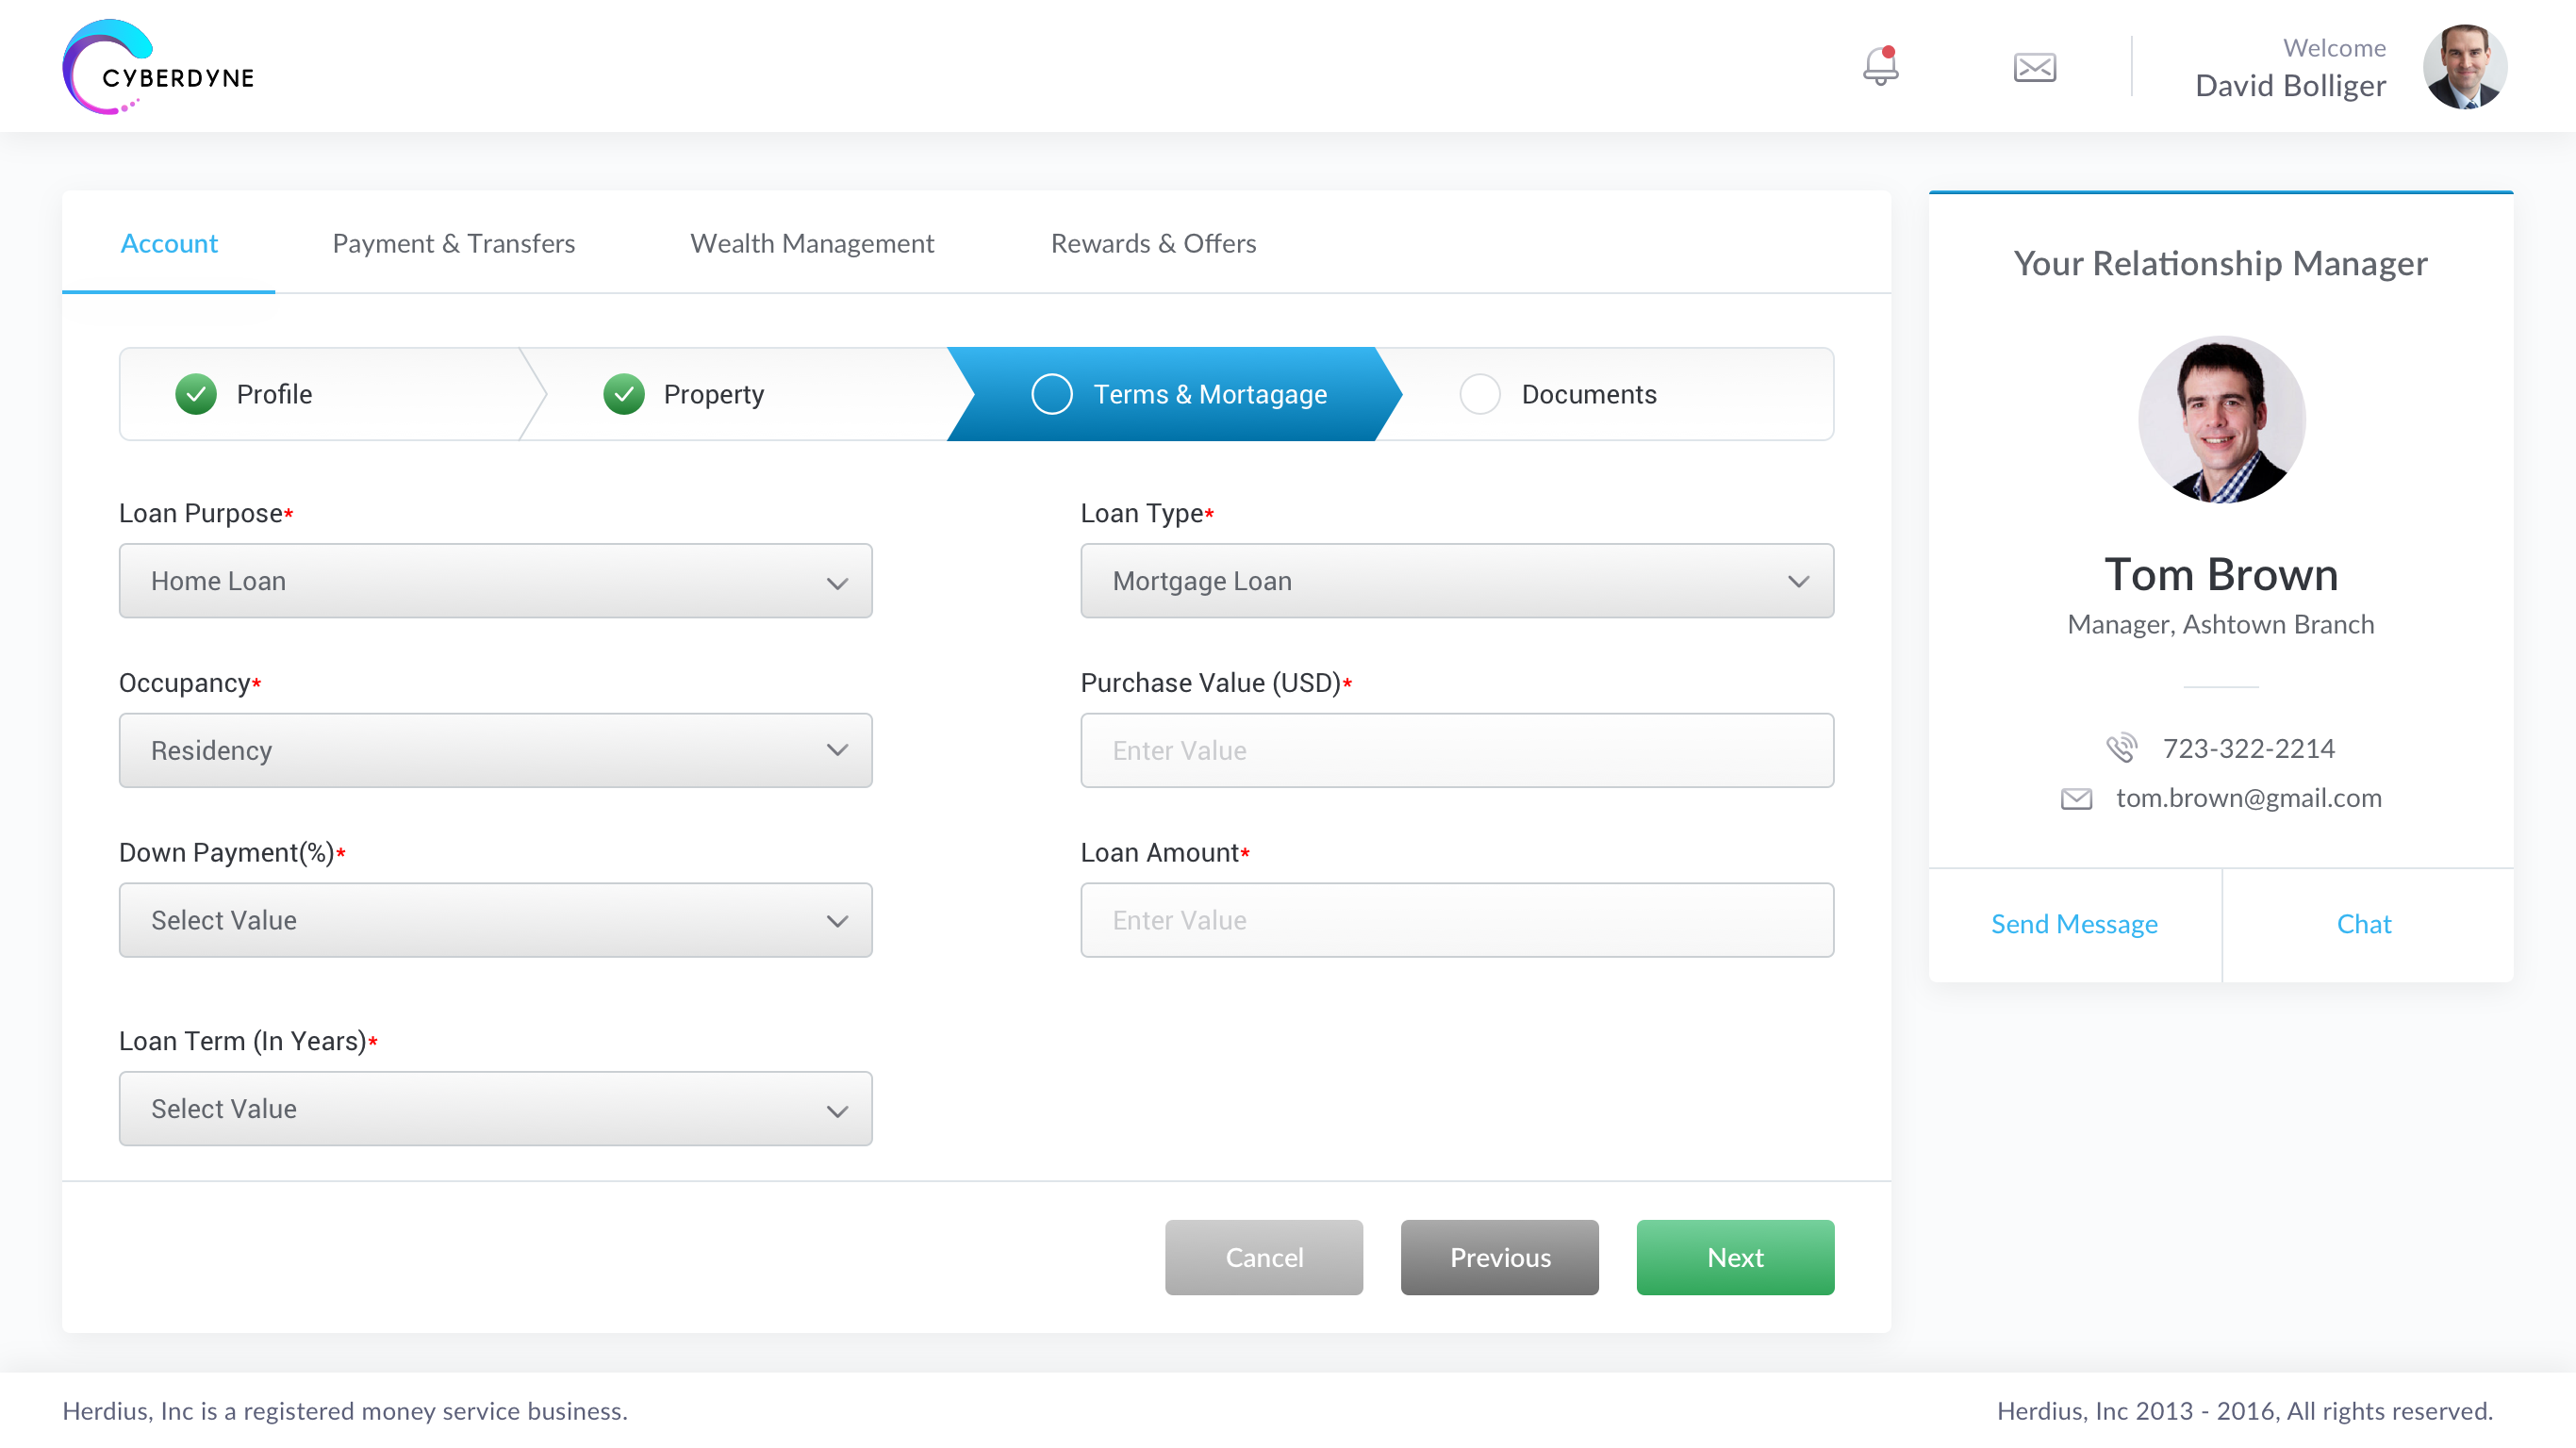 CYBERDYNE
Welcome
David Bolliger
Account
Payment & Transfers
Wealth Management
Rewards & Offers
Profile
Property
Terms & Mortagage
Documents
Loan Purpose*
Home Loan
Loan Type*
Mortgage Loan
Occupancy*
Residency
Purchase Value (USD)*
Enter Value
Down Payment(%)*
Select Value
Loan Amount*
Enter Value
Loan Term (In Years)*
Select Value
Cancel
Previous
Next
Your Relationship Manager
Tom Brown
Manager, Ashtown Branch
723-322-2214
tom.brown@gmail.com
Send Message
Chat
Herdius, Inc is a registered money service business.
Herdius, Inc 2013 - 2016, All rights reserved.